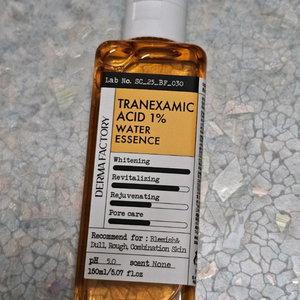 Lab No. SC_25_BF_030
TRANEXAMIC
ACID 1%
WATER
ESSENCE
DERMA FACTORY
Whitening
Revitalizing
Rejuvenating
Pore care
Recommend for: Blemish&
Dull, Rough, Combination Skin
pH 5.0 scent None
150ml/5.07 fl.oz